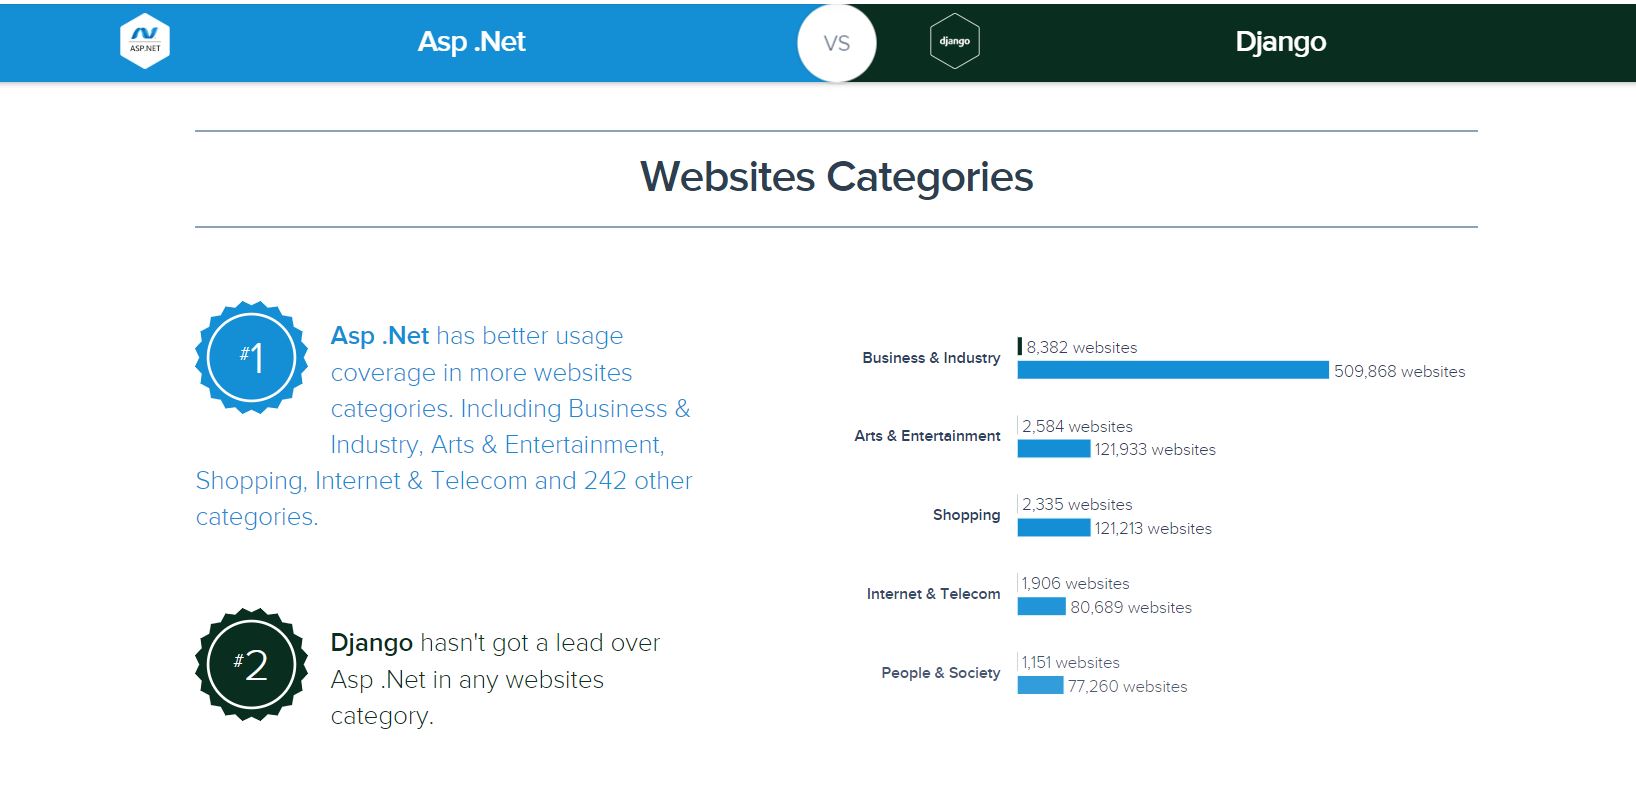 ASP.NET
Asp .Net
VS
django
Django
Websites Categories
#1
Asp .Net has better usage
coverage in more websites
categories. Including Business &
Industry, Arts & Entertainment,
Shopping, Internet & Telecom and 242 other
categories.
#2
Django hasn't got a lead over
Asp .Net in any websites
category.
Business & Industry
8,382 websites
509,868 websites
Arts & Entertainment
2,584 websites
121,933 websites
Shopping
2,335 websites
121,213 websites
Internet & Telecom
1,906 websites
80,689 websites
People & Society
1,151 websites
77,260 websites